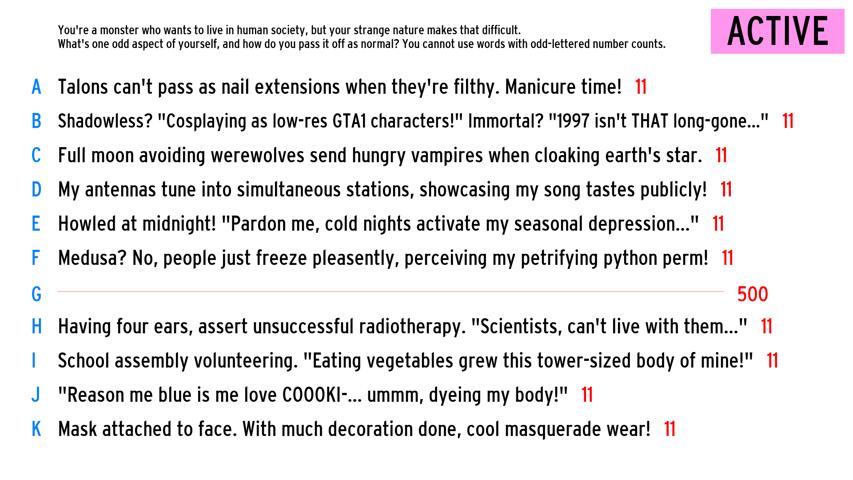 You're a monster who wants to live in human society, but your strange nature makes that difficult.
What's one odd aspect of yourself, and how do you pass it off as normal? You cannot use words with odd-lettered number counts.
ACTIVE
A Talons can't pass as nail extensions when they're filthy. Manicure time! 11
B Shadowless? "Cosplaying as low-res GTA1 characters!" Immortal? "1997 isn't THAT long-gone..." 11
C Full moon avoiding werewolves send hungry vampires when cloaking earth's star. 11
D My antennas tune into simultaneous stations, showcasing my song tastes publicly! 11
E Howled at midnight! "Pardon me, cold nights activate my seasonal depression..." 11
F Medusa? No, people just freeze pleasently, perceiving my petrifying python perm! 11
G 500
H Having four ears, assert unsuccessful radiotherapy. "Scientists, can't live with them..." 11
I School assembly volunteering. "Eating vegetables grew this tower-sized body of mine!" 11
J "Reason me blue is me love COOOKI-... ummm, dyeing my body!" 11
K Mask attached to face. With much decoration done, cool masquerade wear! 11